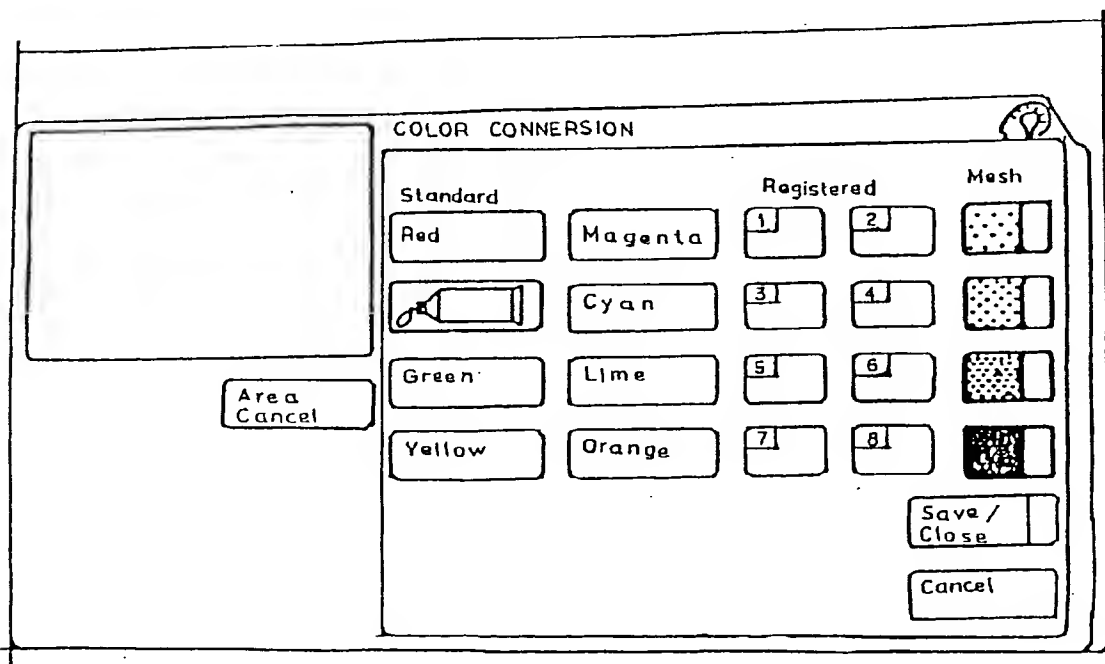 COLOR CONNERSION
Standard
Registered
Mesh
Red
Magenta
1
2
Cyan
3
4
Green
Lime
5
6
Area
Cancel
Yellow
Orange
7
8
Save /
Close
Cancel